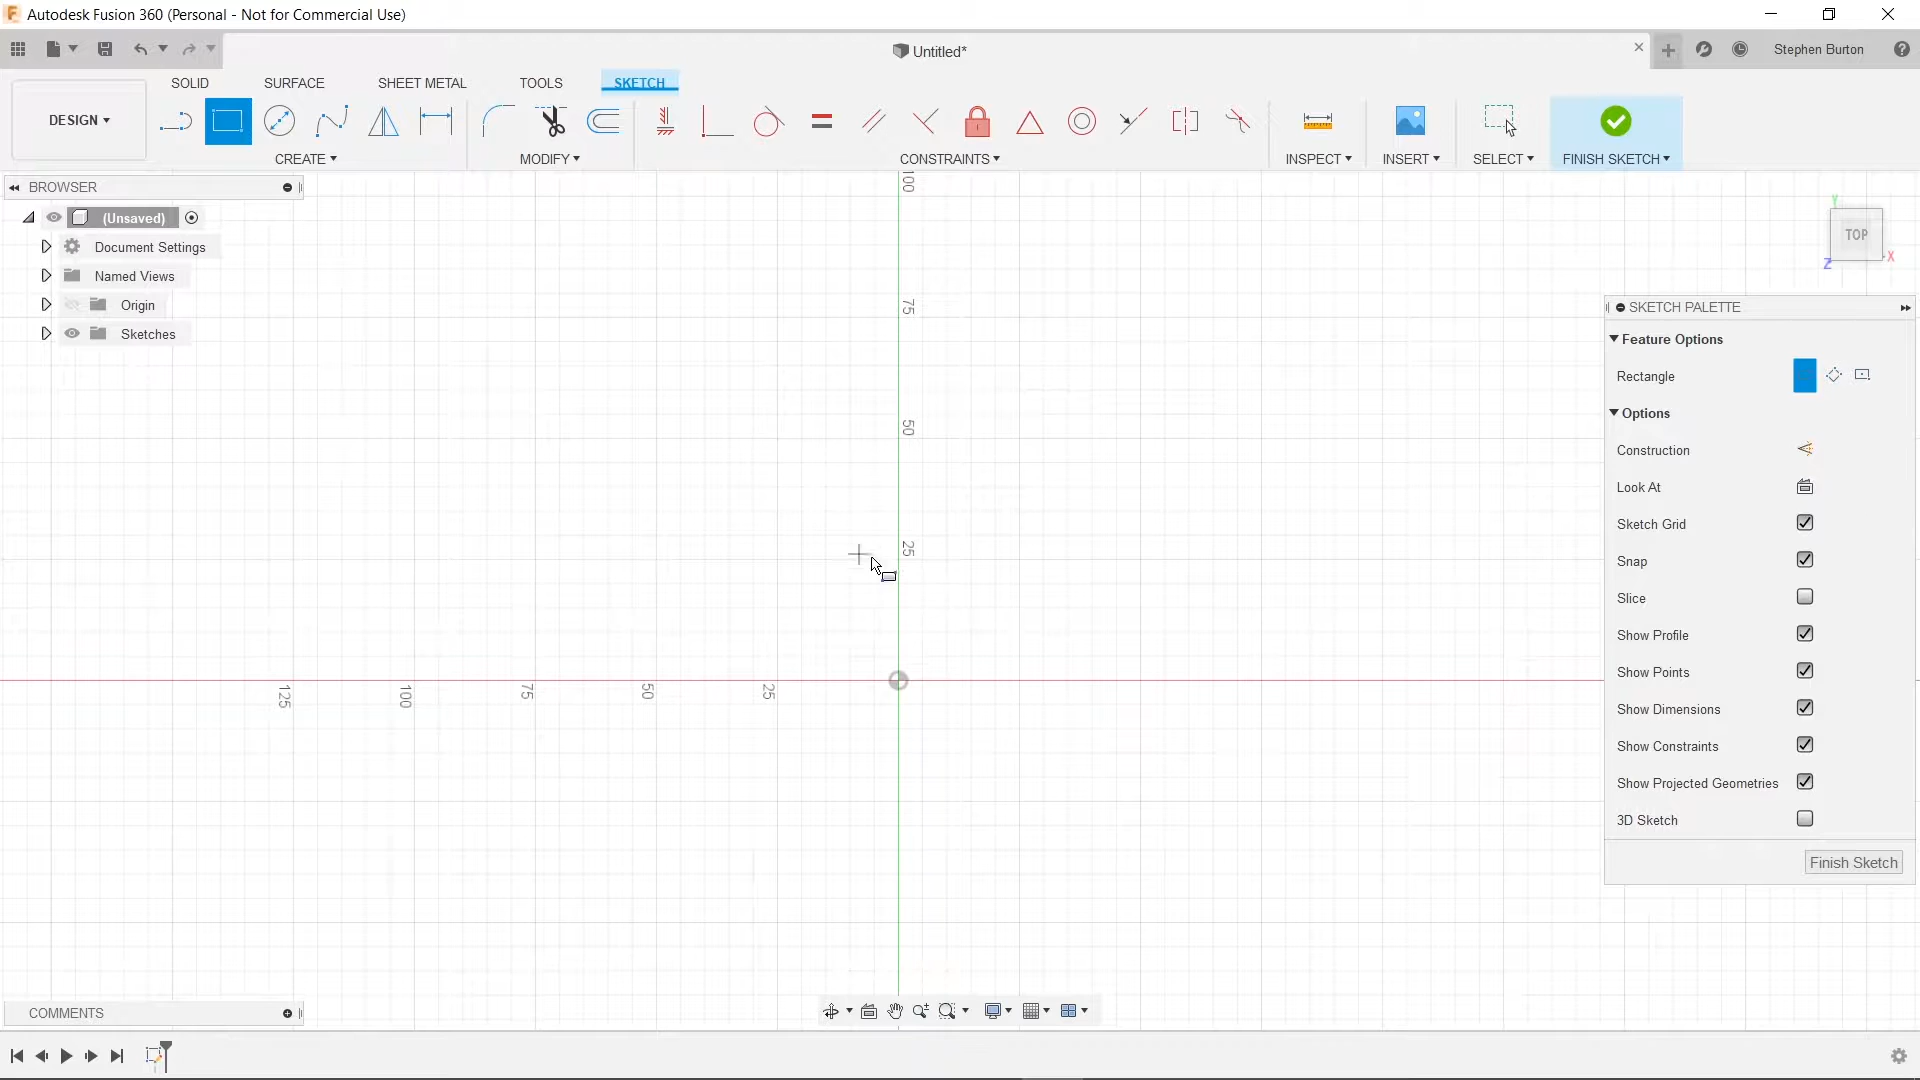 Autodesk Fusion 360 (Personal - Not for Commercial Use)
Untitled*
Stephen Burton
SOLID SURFACE SHEET METAL TOOLS SKETCH
DESIGN
CREATE MODIFY CONSTRAINTS INSPECT INSERT SELECT FINISH SKETCH
BROWSER
(Unsaved)
Document Settings
Named Views
Origin
Sketches
100
75
50
25
125 100 75 50 25
TOP
Y
X
Z
SKETCH PALETTE
Feature Options
Rectangle
Options
Construction
Look At
Sketch Grid
Snap
Slice
Show Profile
Show Points
Show Dimensions
Show Constraints
Show Projected Geometries
3D Sketch
Finish Sketch
COMMENTS